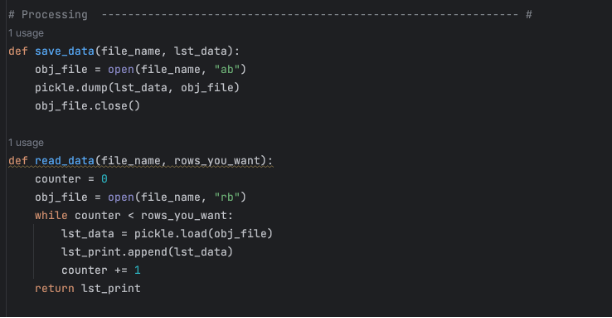 # Processing  --------------------------------------------------------------- #
1 usage
def save_data(file_name, lst_data):
    obj_file = open(file_name, "ab")
    pickle.dump(lst_data, obj_file)
    obj_file.close()

1 usage
def read_data(file_name, rows_you_want):
    counter = 0
    obj_file = open(file_name, "rb")
    while counter < rows_you_want:
        lst_data = pickle.load(obj_file)
        lst_print.append(lst_data)
        counter += 1
    return lst_print